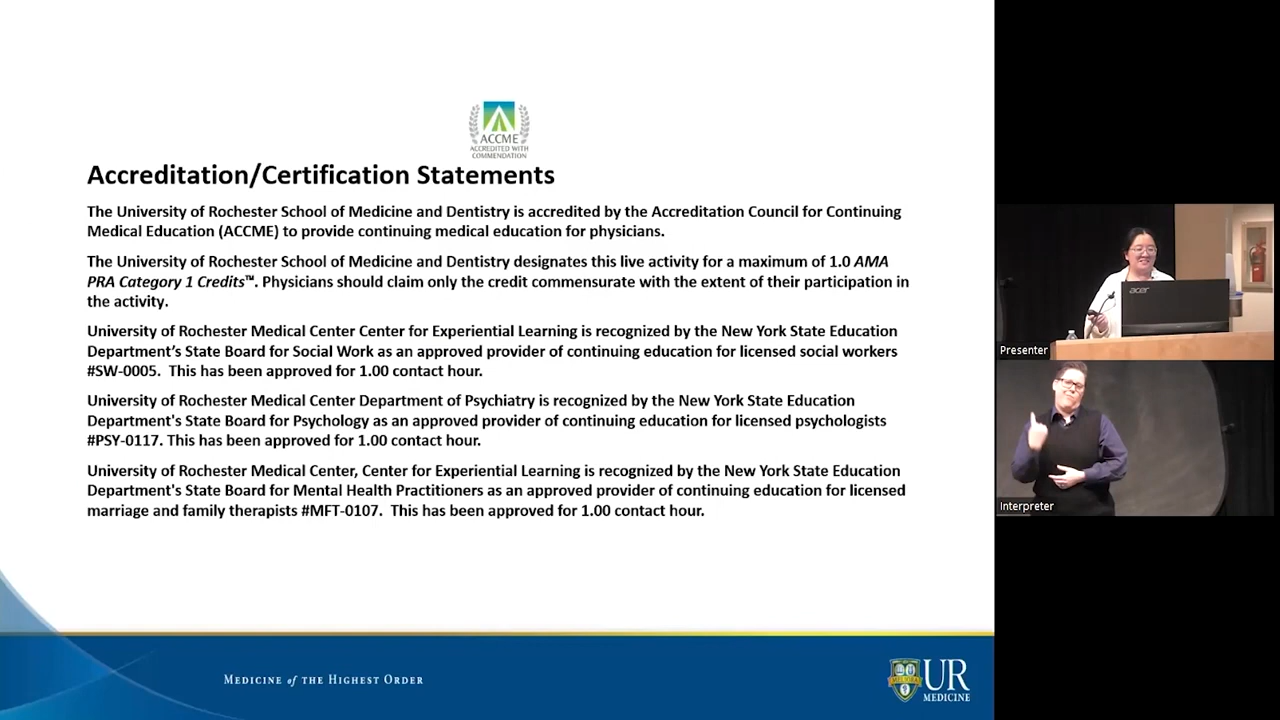 ACCME
ACCREDITED WITH
COMMENDATION
Accreditation/Certification Statements
The University of Rochester School of Medicine and Dentistry is accredited by the Accreditation Council for Continuing
Medical Education (ACCME) to provide continuing medical education for physicians.
The University of Rochester School of Medicine and Dentistry designates this live activity for a maximum of 1.0 AMA
PRA Category 1 Credits™. Physicians should claim only the credit commensurate with the extent of their participation in
the activity.
University of Rochester Medical Center Center for Experiential Learning is recognized by the New York State Education
Department’s State Board for Social Work as an approved provider of continuing education for licensed social workers
#SW-0005.  This has been approved for 1.00 contact hour.
University of Rochester Medical Center Department of Psychiatry is recognized by the New York State Education
Department's State Board for Psychology as an approved provider of continuing education for licensed psychologists
#PSY-0117. This has been approved for 1.00 contact hour.
University of Rochester Medical Center, Center for Experiential Learning is recognized by the New York State Education
Department's State Board for Mental Health Practitioners as an approved provider of continuing education for licensed
marriage and family therapists #MFT-0107.  This has been approved for 1.00 contact hour.
MEDICINE of THE HIGHEST ORDER
UR
MEDICINE
acer
Presenter
Interpreter